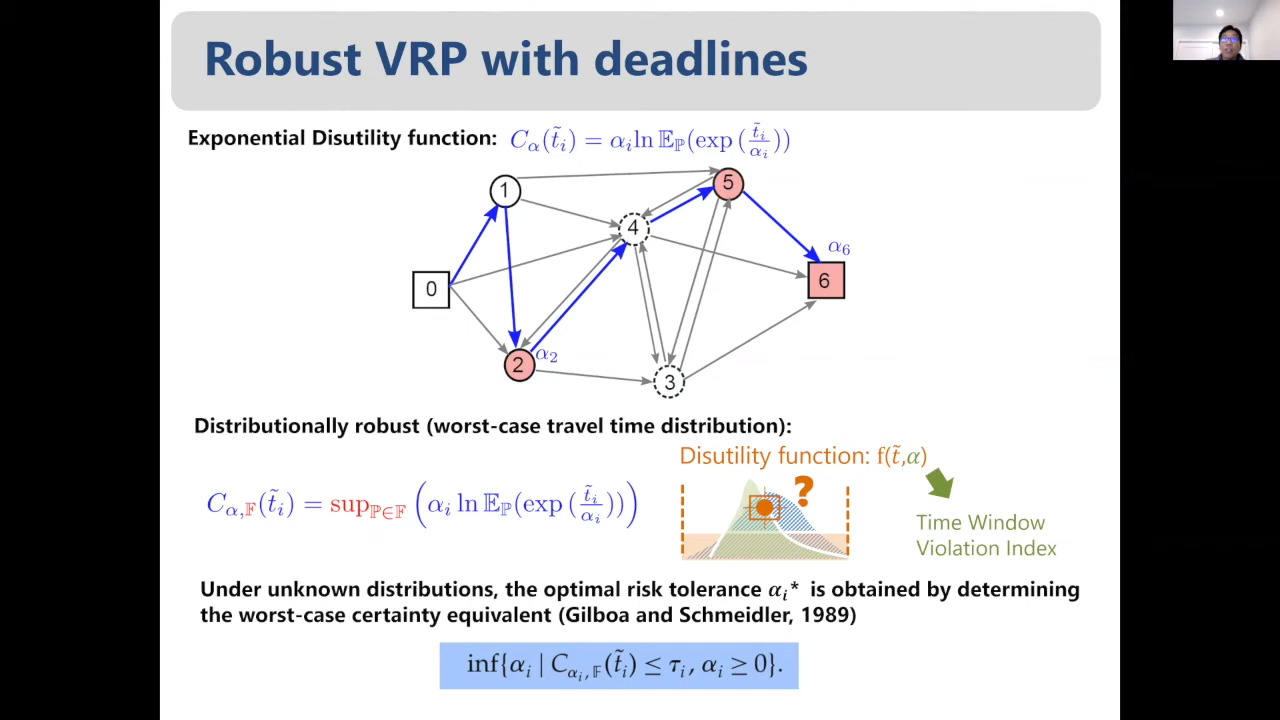 Robust VRP with deadlines
Exponential Disutility function: C_α(t̃_i) = α_i ln 𝔼_ℙ(exp(t̃_i/α_i))
1
5
4
α_6
0
6
2
α_2
3
Distributionally robust (worst-case travel time distribution):
Disutility function: f(t̃,α)
?
C_{α,𝔽}(t̃_i) = sup_{ℙ∈𝔽} (α_i ln 𝔼_ℙ(exp(t̃_i/α_i)))
Time Window
Violation Index
Under unknown distributions, the optimal risk tolerance α_i* is obtained by determining
the worst-case certainty equivalent (Gilboa and Schmeidler, 1989)
inf{α_i | C_{α_i,𝔽}(t̃_i) ≤ τ_i, α_i ≥ 0}.